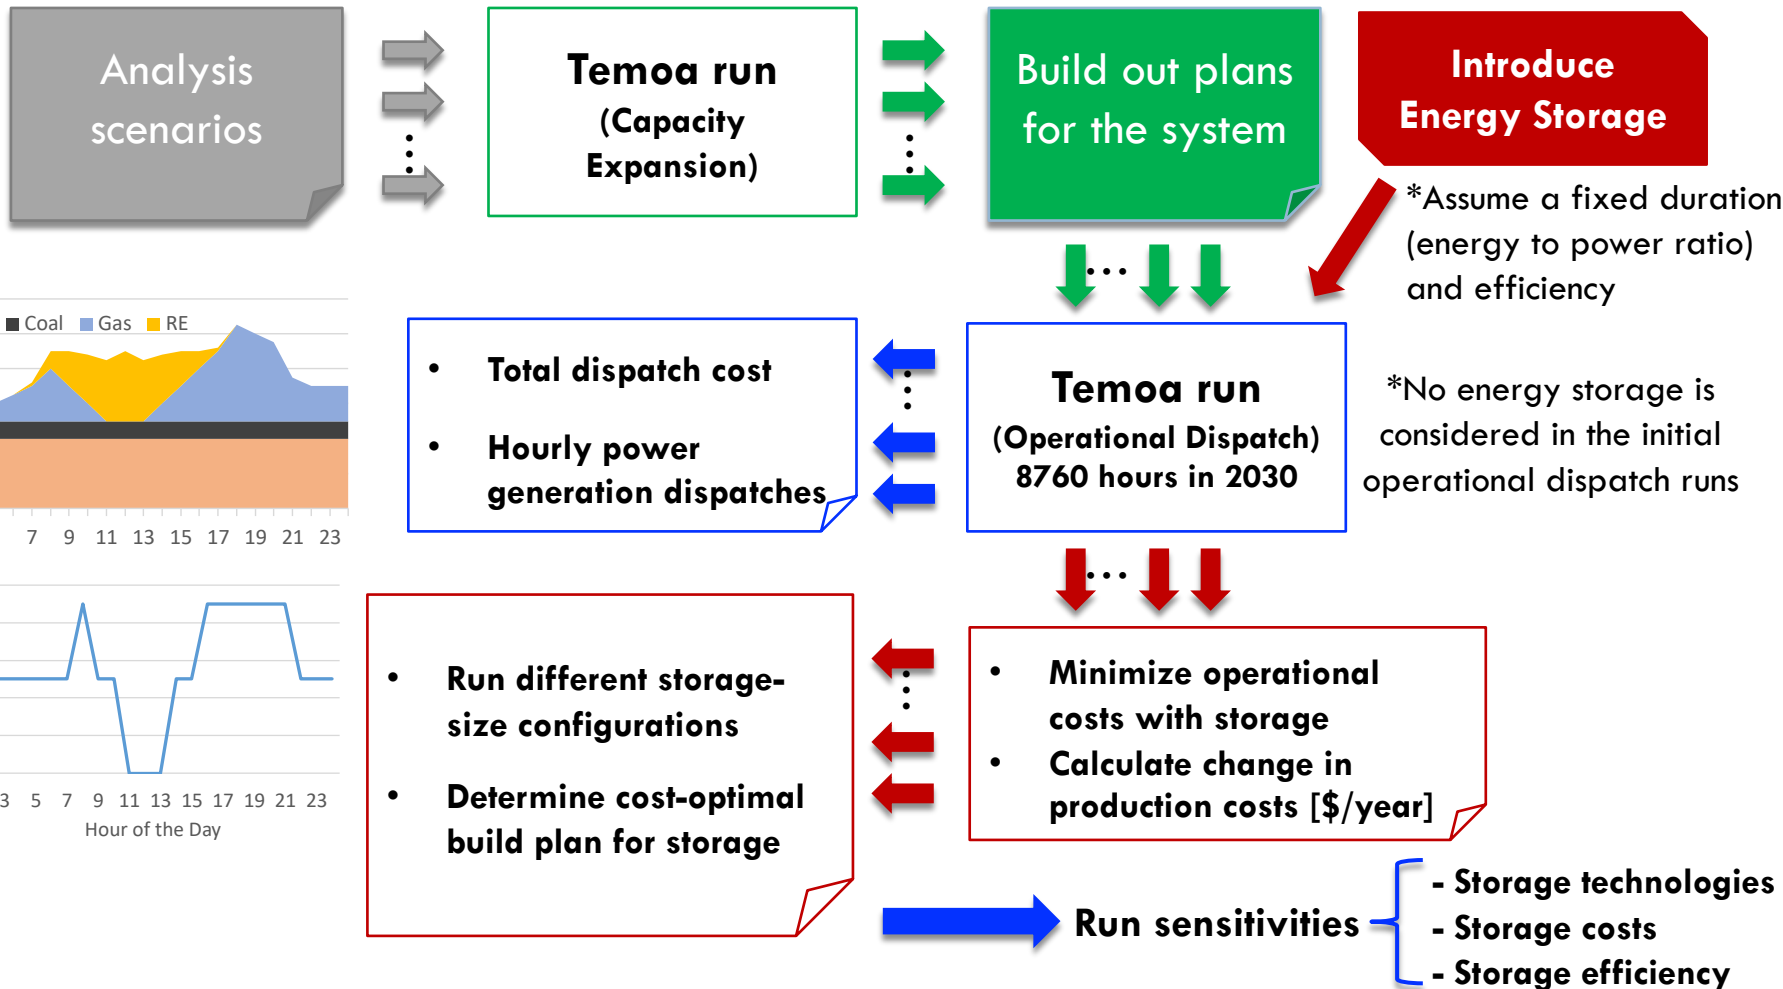 Analysis
scenarios
Temoa run
(Capacity
Expansion)
Build out plans
for the system
Introduce
Energy Storage
*Assume a fixed duration
(energy to power ratio)
and efficiency
Coal Gas RE
7 9 11 13 15 17 19 21 23
• Total dispatch cost
• Hourly power
generation dispatches
Temoa run
(Operational Dispatch)
8760 hours in 2030
*No energy storage is
considered in the initial
operational dispatch runs
3 5 7 9 11 13 15 17 19 21 23
Hour of the Day
• Run different storage-
size configurations
• Determine cost-optimal
build plan for storage
• Minimize operational
costs with storage
• Calculate change in
production costs [$/year]
Run sensitivities
- Storage technologies
- Storage costs
- Storage efficiency